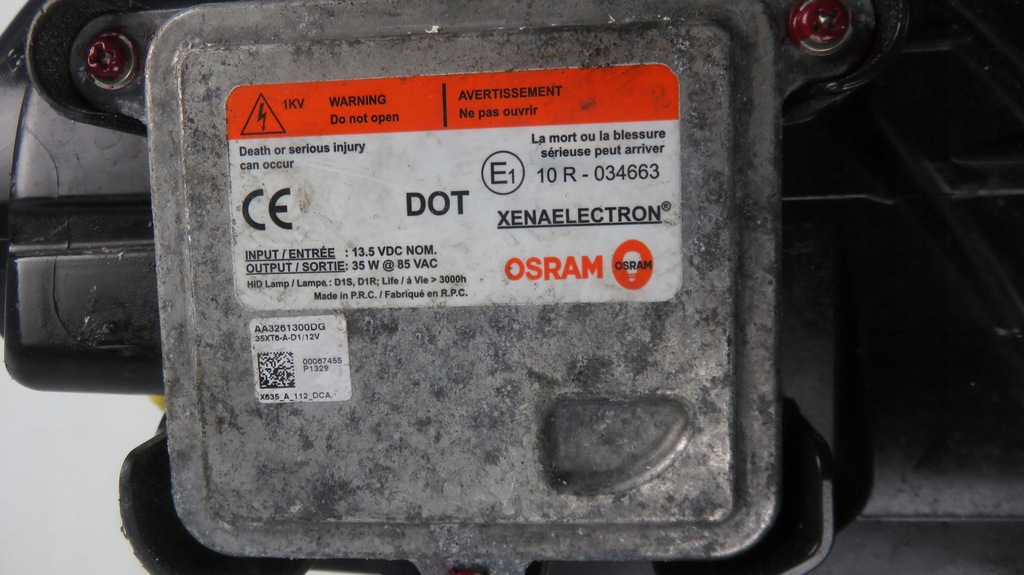 1KV
WARNING
Do not open
AVERTISSEMENT
Ne pas ouvrir
Death or serious injury
can occur
La mort ou la blessure
sérieuse peut arriver
E1 10 R - 034663
CE
DOT
XENAELECTRON®
INPUT / ENTRÉE : 13.5 VDC NOM.
OUTPUT / SORTIE: 35 W @ 85 VAC
HID Lamp / Lampe : D1S, D1R; Life / á Vie > 3000h
Made in P.R.C. / Fabriqué en R.P.C.
OSRAM OSRAM
AA3261300DG
35XT6-A-D1/12V
00067455
P1329
X635_A_112_DCA